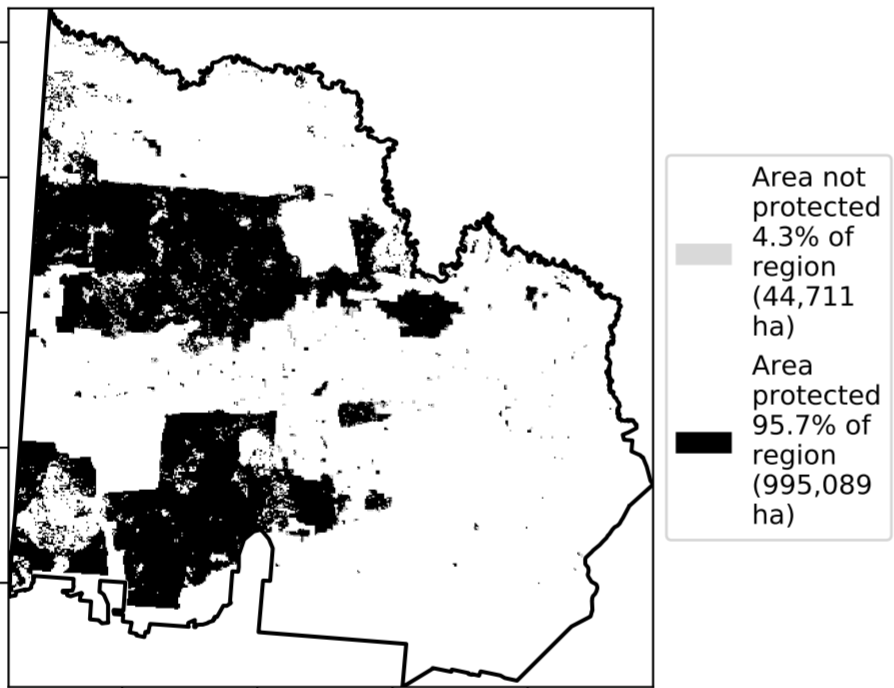 Area not
protected
4.3% of
region
(44,711
ha)
Area
protected
95.7% of
region
(995,089
ha)